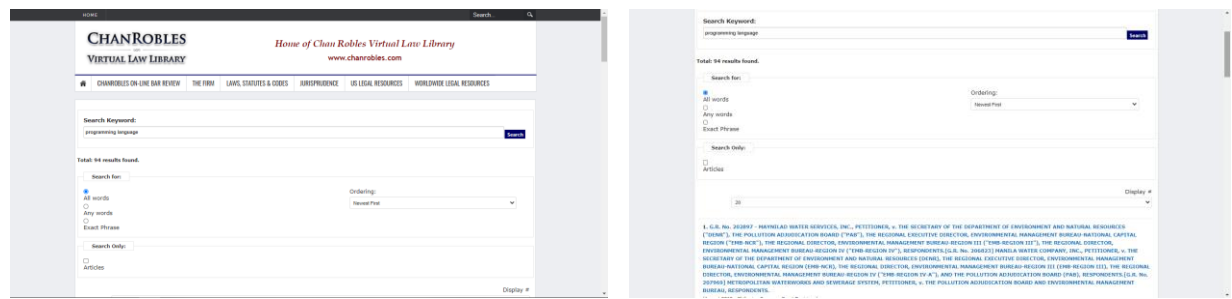 HOME
Search.
CHANROBLES
VIRTUAL LAW LIBRARY
Home of Chan Robles Virtual Law Library
www.chanrobles.com
CHANROBLES ON-LINE BAR REVIEW THE FIRM LAWS, STATUTES & CODES JURISPRUDENCE US LEGAL RESOURCES WORLDWIDE LEGAL RESOURCES
Search Keyword:
programming language
Search
Total: 94 results found.
Search for:
All words
Any words
Exact Phrase
Ordering:
Newest First
Search Only:
Articles
Display #
Search Keyword:
programming language
Search
Total: 94 results found.
Search for:
All words
Any words
Exact Phrase
Ordering:
Newest First
Search Only:
Articles
Display #
20
1. G.R. No. 202897 - MAYNILAD WATER SERVICES, INC., PETITIONER, v. THE SECRETARY OF THE DEPARTMENT OF ENVIRONMENT AND NATURAL RESOURCES
("DENR"), THE POLLUTION ADJUDICATION BOARD ("PAB"), THE REGIONAL EXECUTIVE DIRECTOR, ENVIRONMENTAL MANAGEMENT BUREAU-NATIONAL CAPITAL
REGION ("EMB-NCR"), THE REGIONAL DIRECTOR, ENVIRONMENTAL MANAGEMENT BUREAU-REGION III ("EMB-REGION III"), THE REGIONAL DIRECTOR,
ENVIRONMENTAL MANAGEMENT BUREAU-REGION IV ("EMB-REGION IV"), RESPONDENTS.[G.R. No. 206823] MANILA WATER COMPANY, INC., PETITIONER, v. THE
SECRETARY OF THE DEPARTMENT OF ENVIRONMENT AND NATURAL RESOURCES (DENR), THE REGIONAL EXECUTIVE DIRECTOR, ENVIRONMENTAL MANAGEMENT
BUREAU-NATIONAL CAPITAL REGION (EMB-NCR), THE REGIONAL DIRECTOR, ENVIRONMENTAL MANAGEMENT BUREAU-REGION III (EMB-REGION III), THE REGIONAL
DIRECTOR, ENVIRONMENTAL MANAGEMENT BUREAU-REGION IV ("EMB-REGION IV-A"), AND THE POLLUTION ADJUDICATION BOARD (PAB), RESPONDENTS.[G.R. No.
207969] METROPOLITAN WATERWORKS AND SEWERAGE SYSTEM, PETITIONER, v. THE POLLUTION ADJUDICATION BOARD AND ENVIRONMENTAL MANAGEMENT
BUREAU, RESPONDENTS.